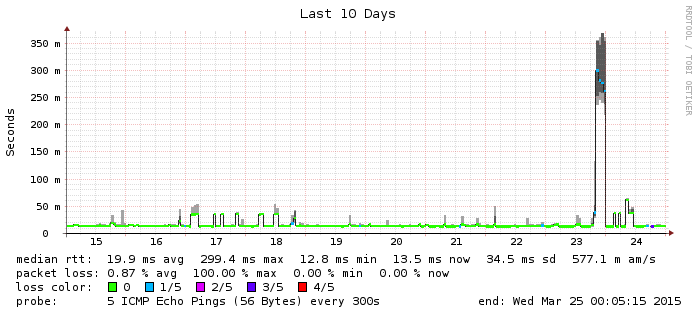 Last 10 Days
RRDTOOL / TOBI OETIKER
Seconds
350 m
300 m
250 m
200 m
150 m
100 m
50 m
0
15 16 17 18 19 20 21 22 23 24
median rtt: 19.9 ms avg 299.4 ms max 12.8 ms min 13.5 ms now 34.5 ms sd 577.1 m am/s
packet loss: 0.87 % avg 100.00 % max 0.00 % min 0.00 % now
loss color: 0 1/5 2/5 3/5 4/5
probe: 5 ICMP Echo Pings (56 Bytes) every 300s end: Wed Mar 25 00:05:15 2015